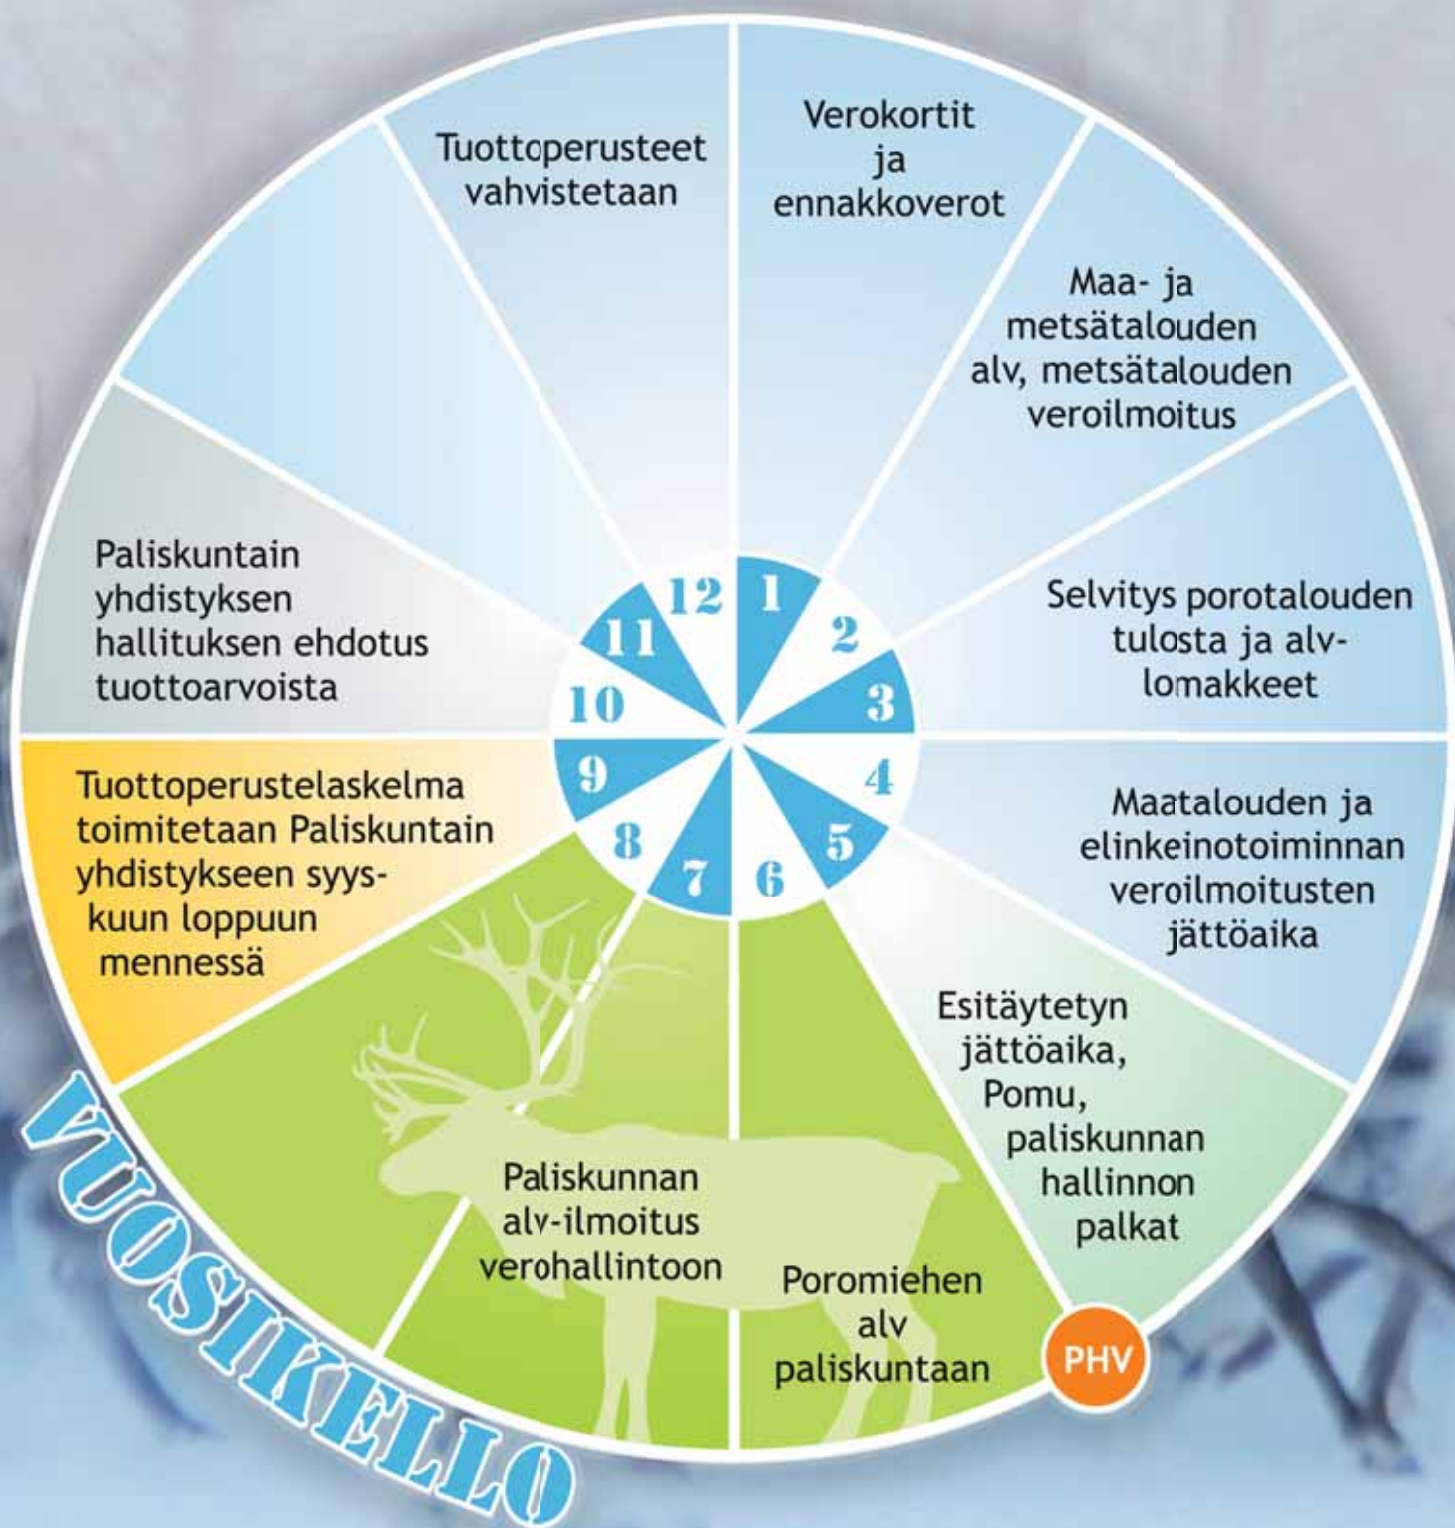 Verokortit
ja
ennakkoverot
Maa- ja
metsätalouden
alv, metsätalouden
veroilmoitus
Selvitys porotalouden
tulosta ja alv-
lomakkeet
Maatalouden ja
elinkeinotoiminnan
veroilmoitusten
jättöaika
Esitäytetyn
jättöaika,
Pomu,
paliskunnan
hallinnon
palkat
PHV
Poromiehen
alv
paliskuntaan
Paliskunnan
alv-ilmoitus
verohallintoon
Tuottoperustelaskelma
toimitetaan Paliskuntain
yhdistykseen syys-
kuun loppuun
mennessä
Paliskuntain
yhdistyksen
hallituksen ehdotus
tuottoarvoista
Tuottoperusteet
vahvistetaan
1
2
3
4
5
6
7
8
9
10
11
12
VUOSIKELLO